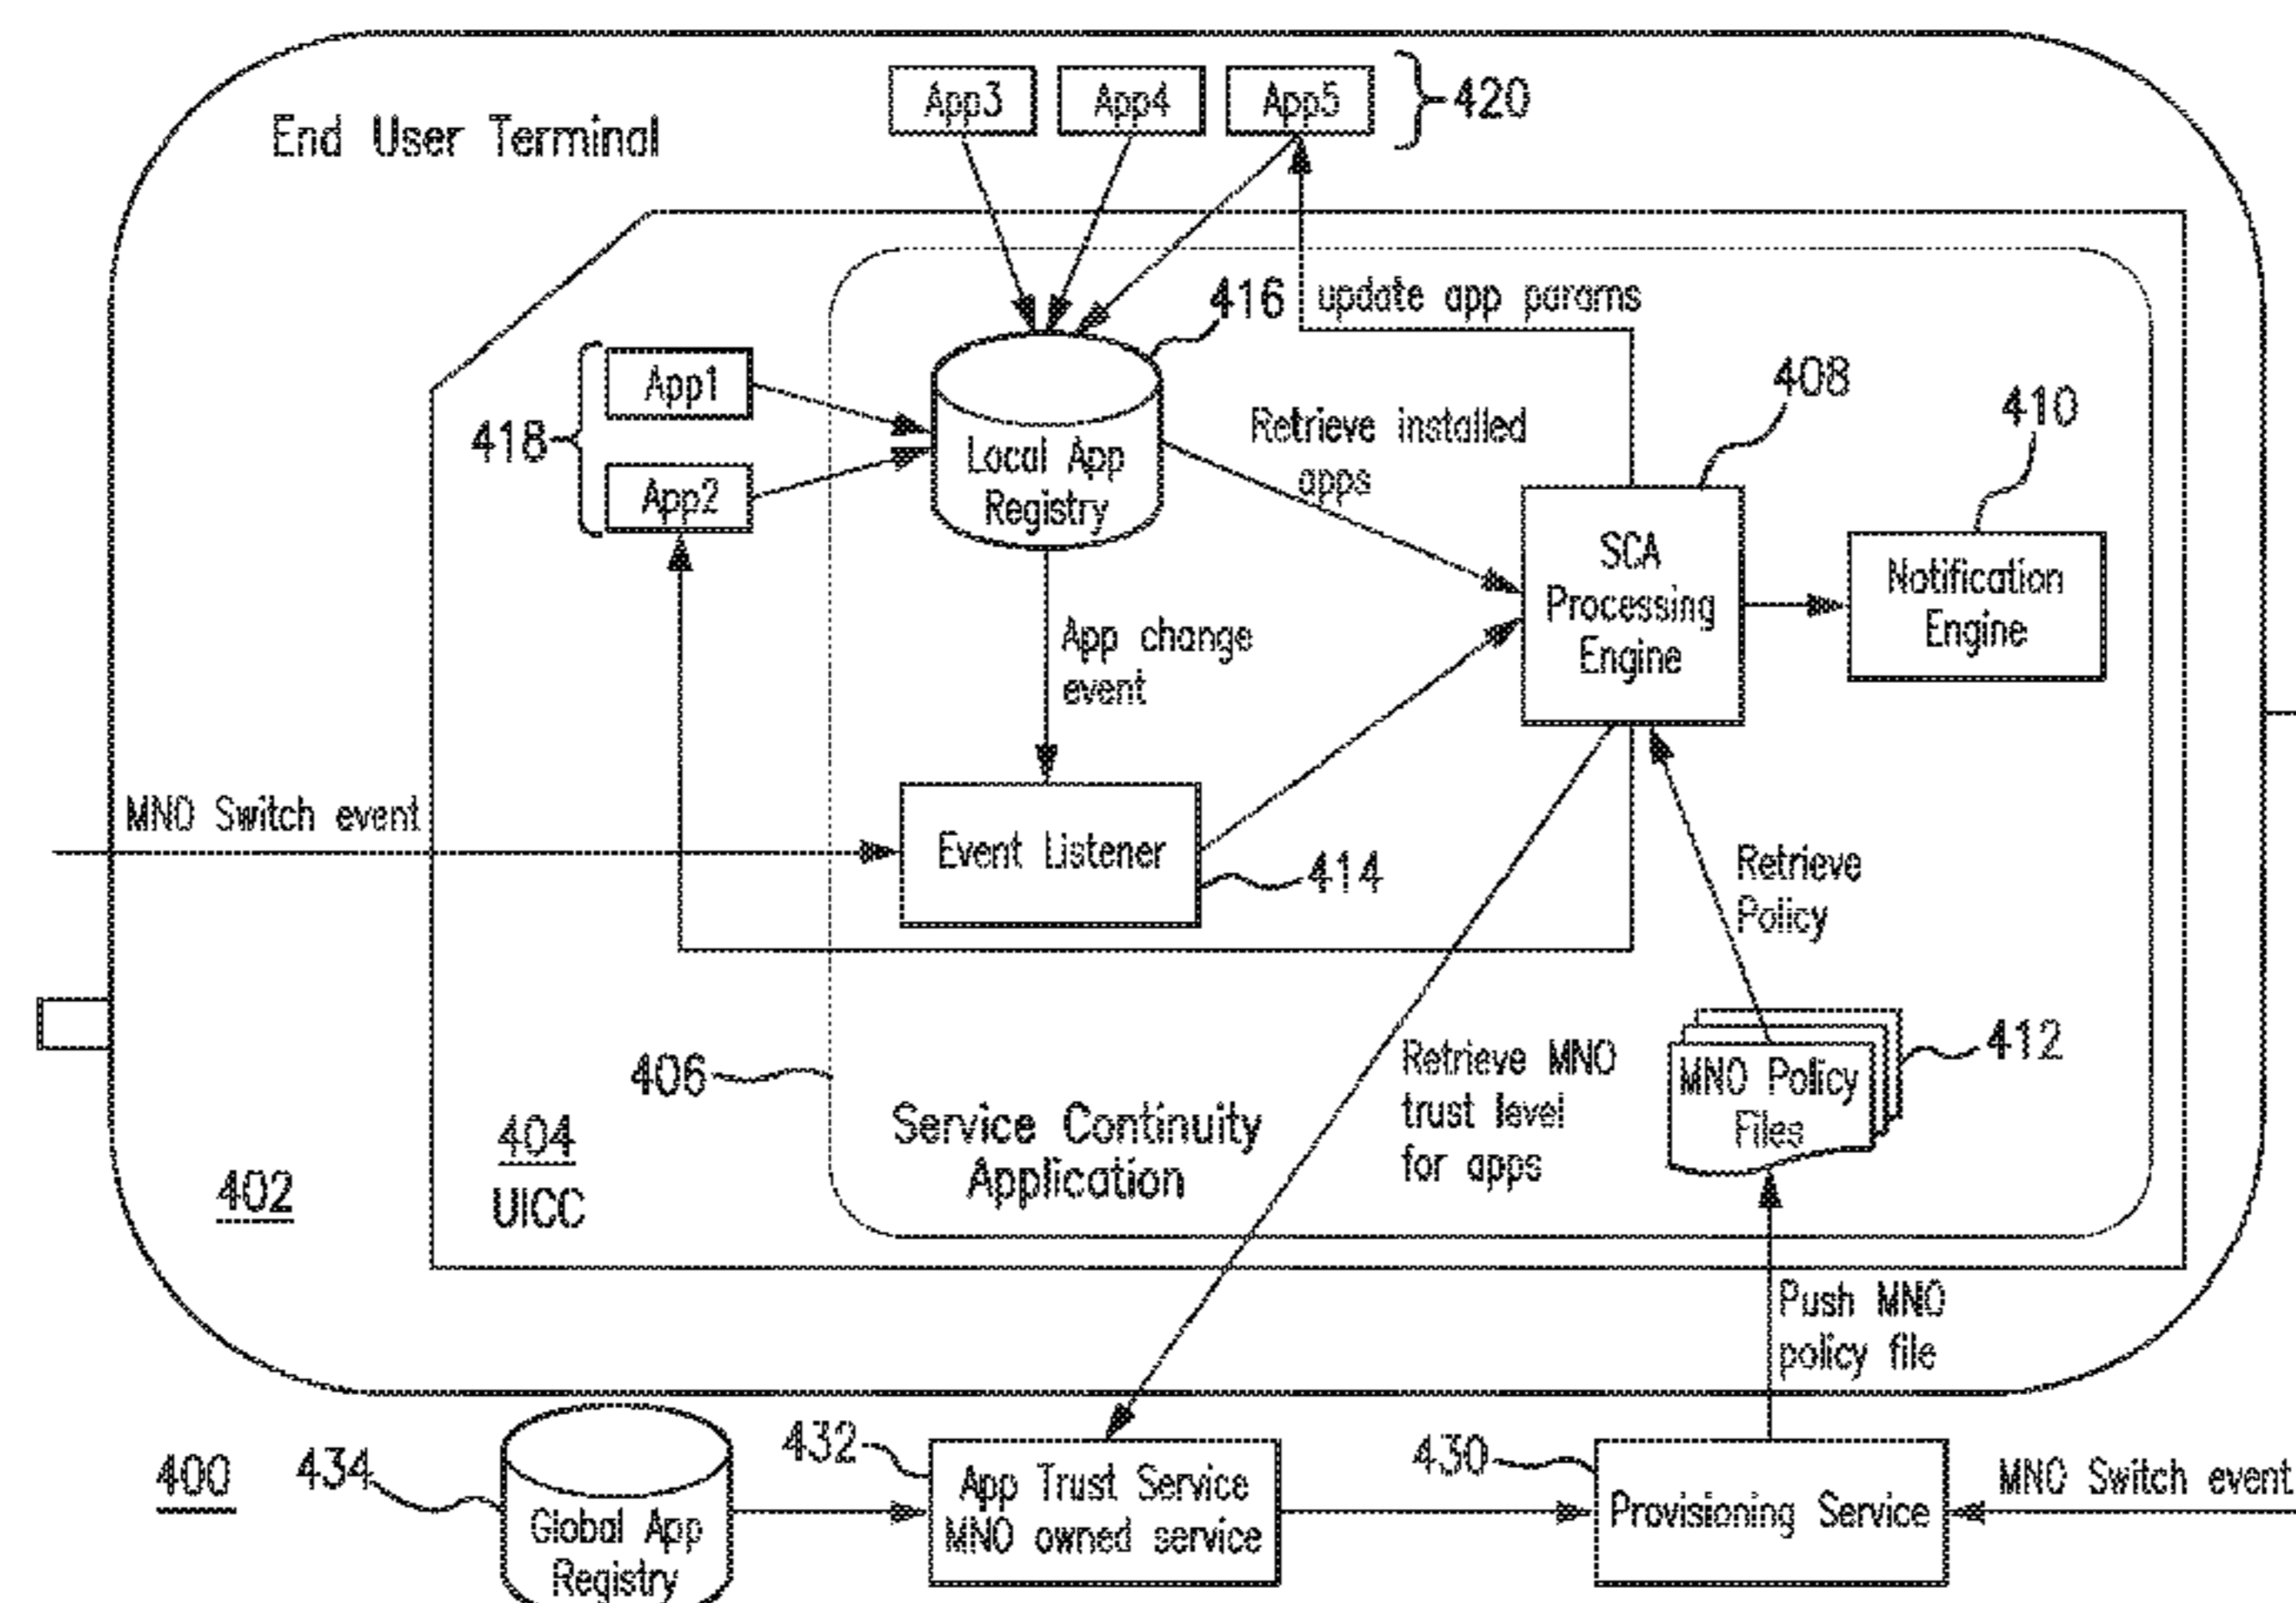 App3
App4
App5
420
End User Terminal
416
update app params
408
410
App1
418
App2
Local App
Registry
Retrieve installed
apps
SCA
Processing
Engine
Notification
Engine
App change
event
MNO Switch event
Event Listener
414
Retrieve
Policy
412
MNO Policy
Files
Retrieve MNO
trust level
for apps
406
Service Continuity
Application
404
UICC
402
Push MNO
policy file
400
434
Global App
Registry
432
App Trust Service
MNO owned service
430
Provisioning Service
MNO Switch event